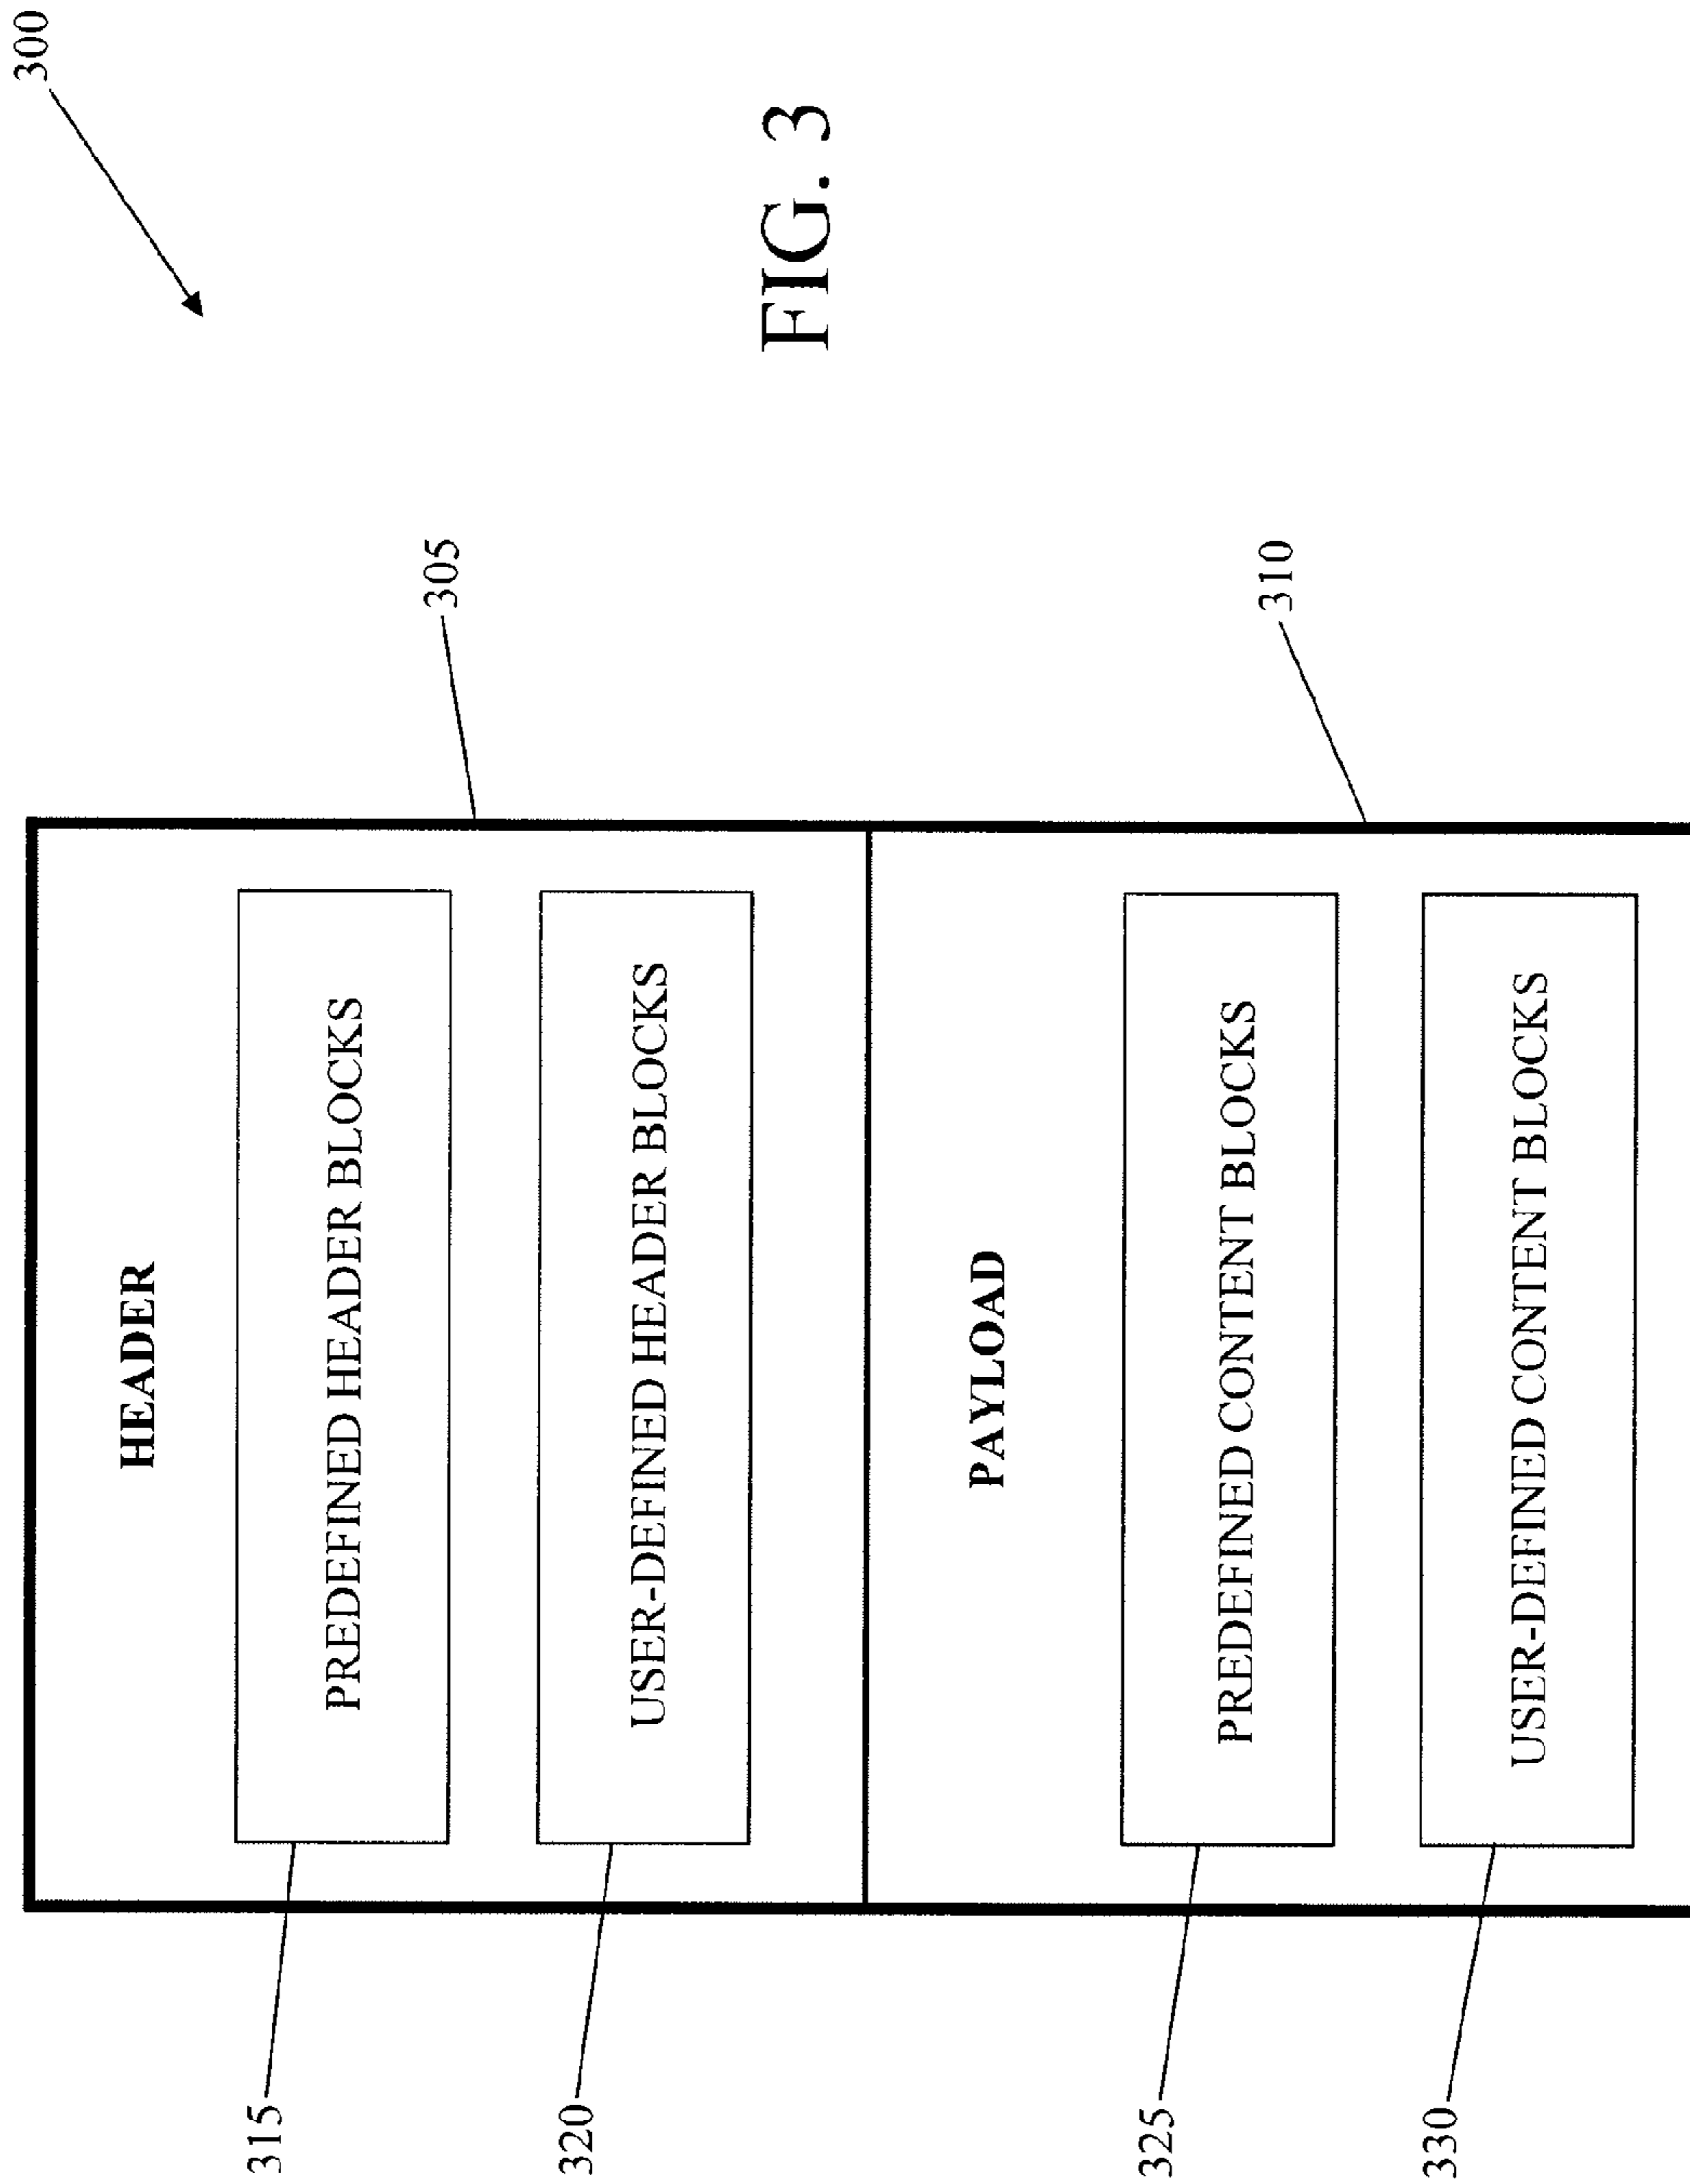 300
FIG. 3
305
310
HEADER
PREDEFINED HEADER BLOCKS
USER-DEFINED HEADER BLOCKS
PAYLOAD
PREDEFINED CONTENT BLOCKS
USER-DEFINED CONTENT BLOCKS
315
320
325
330